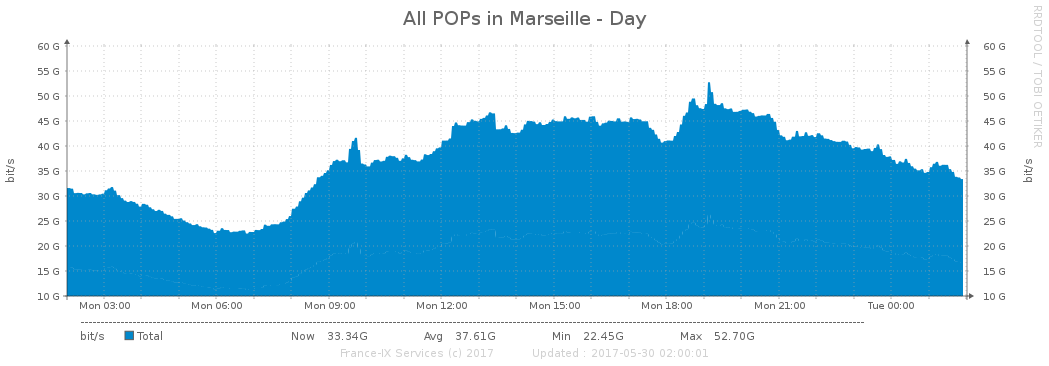 All POPs in Marseille - Day
RRDTOOL / TOBI OETIKER
60 G 60 G
55 G 55 G
50 G 50 G
45 G 45 G
40 G 40 G
35 G 35 G
30 G 30 G
25 G 25 G
20 G 20 G
15 G 15 G
10 G 10 G
bit/s
bit/s
Mon 03:00 Mon 06:00 Mon 09:00 Mon 12:00 Mon 15:00 Mon 18:00 Mon 21:00 Tue 00:00
bit/s Total Now 33.34G Avg 37.61G Min 22.45G Max 52.70G
France-IX Services (c) 2017 Updated : 2017-05-30 02:00:01